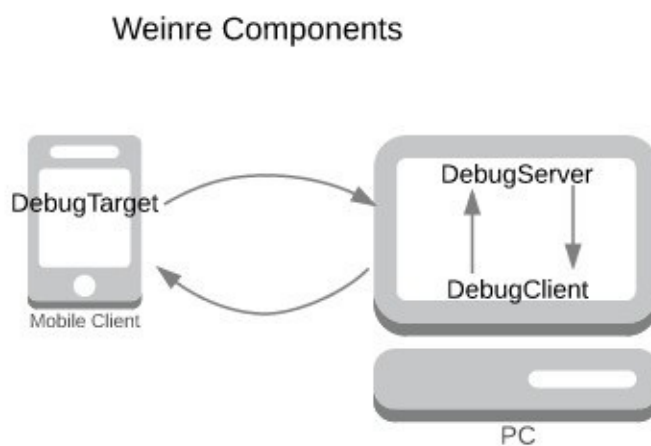 Weinre Components
DebugServer
DebugTarget
DebugClient
Mobile Client
PC